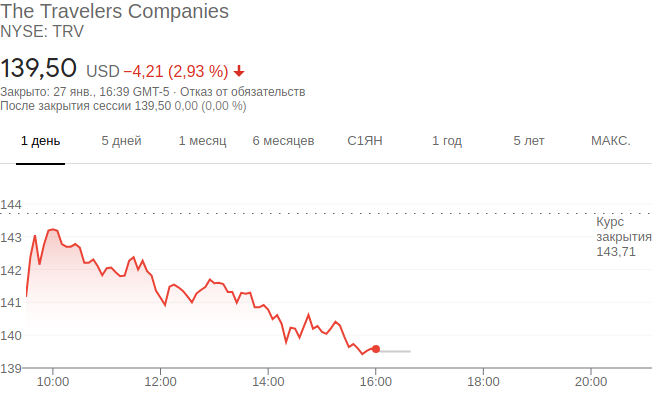 The Travelers Companies
NYSE: TRV
139,50 USD −4,21 (2,93 %)
Закрыто: 27 янв., 16:39 GMT-5 · Отказ от обязательств
После закрытия сессии 139,50 0,00 (0,00 %)
1 день 5 дней 1 месяц 6 месяцев С1ЯН 1 год 5 лет МАКС.
144
Курс
143
закрытия
142
143,71
141
140
139
10:00 12:00 14:00 16:00 18:00 20:00